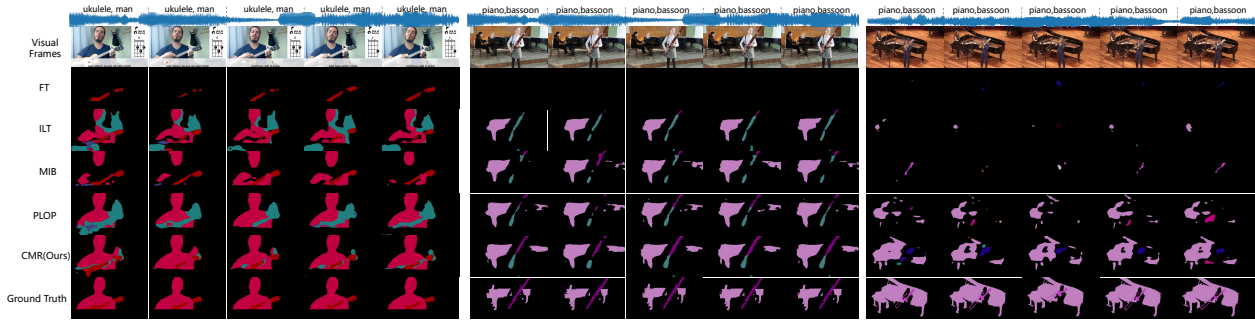 ukulele, man ukulele, man ukulele, man ukulele, man ukulele, man
piano,bassoon piano,bassoon piano,bassoon piano,bassoon piano,bassoon
piano,bassoon piano,bassoon piano,bassoon piano,bassoon piano,bassoon
Visual
Frames
FT
ILT
MIB
PLOP
CMR(Ours)
Ground Truth